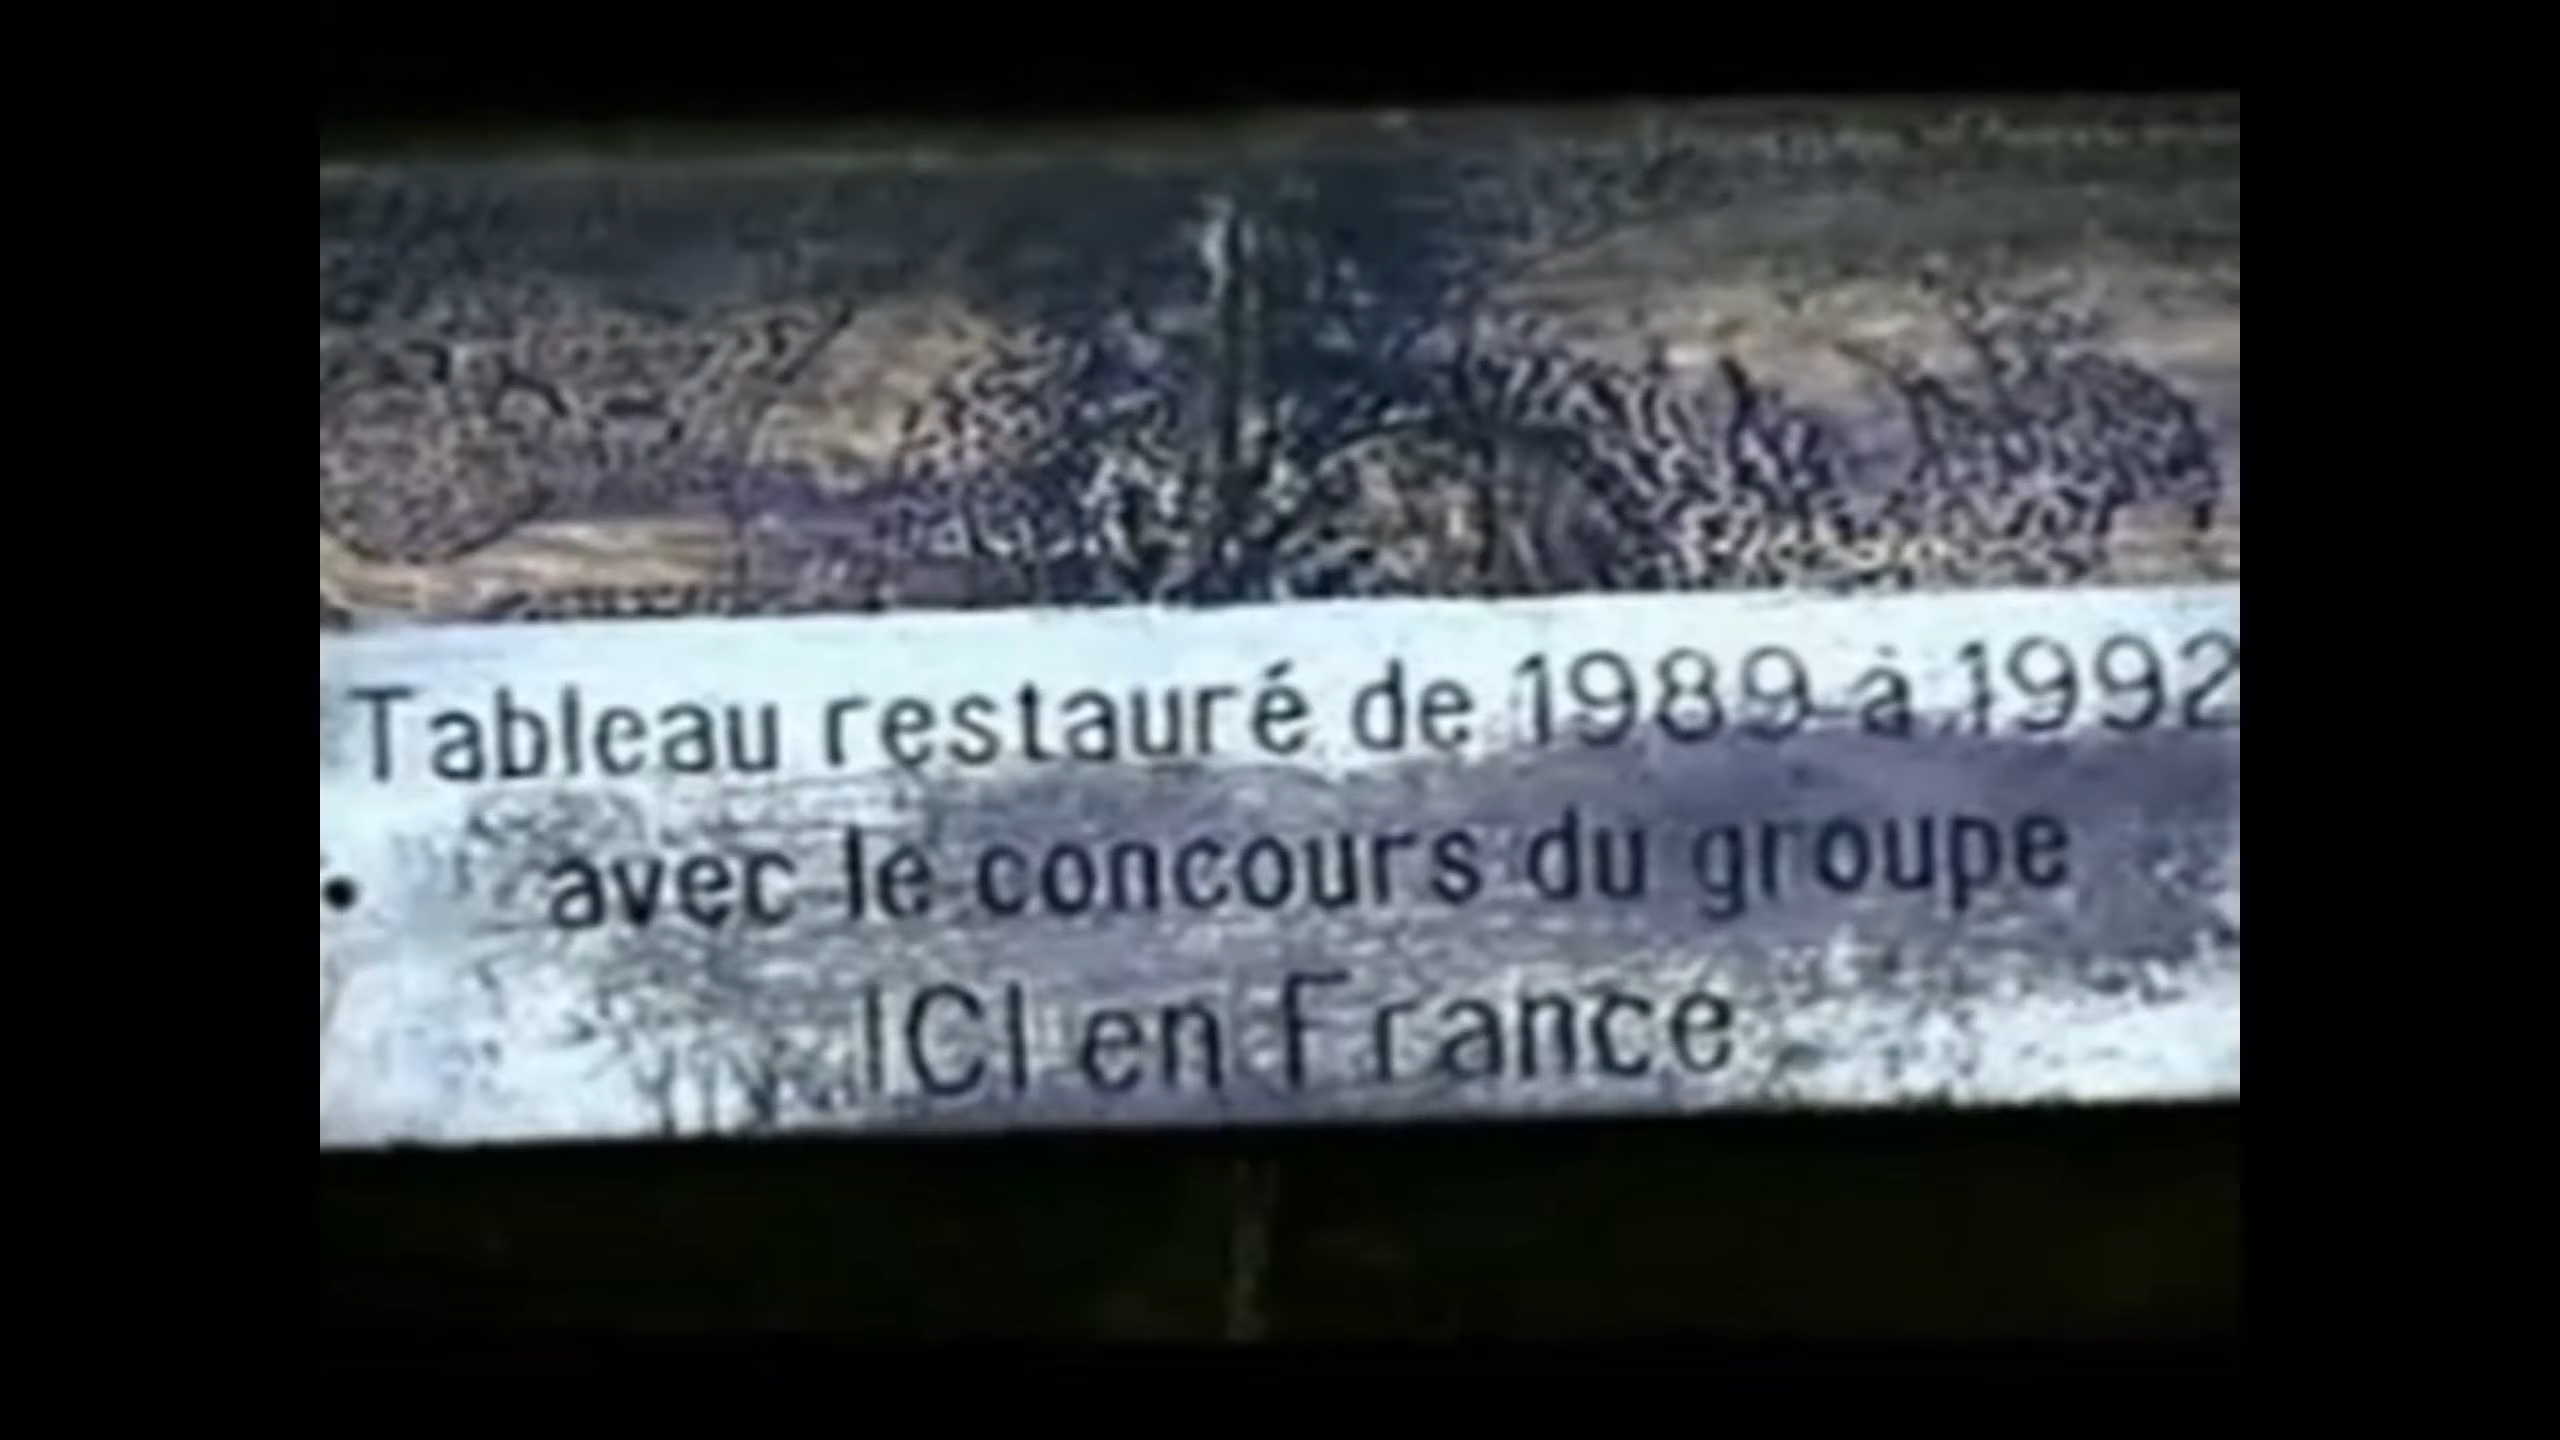 Tableau restauré de 1989 à 1992
avec le concours du groupe
ICI en France